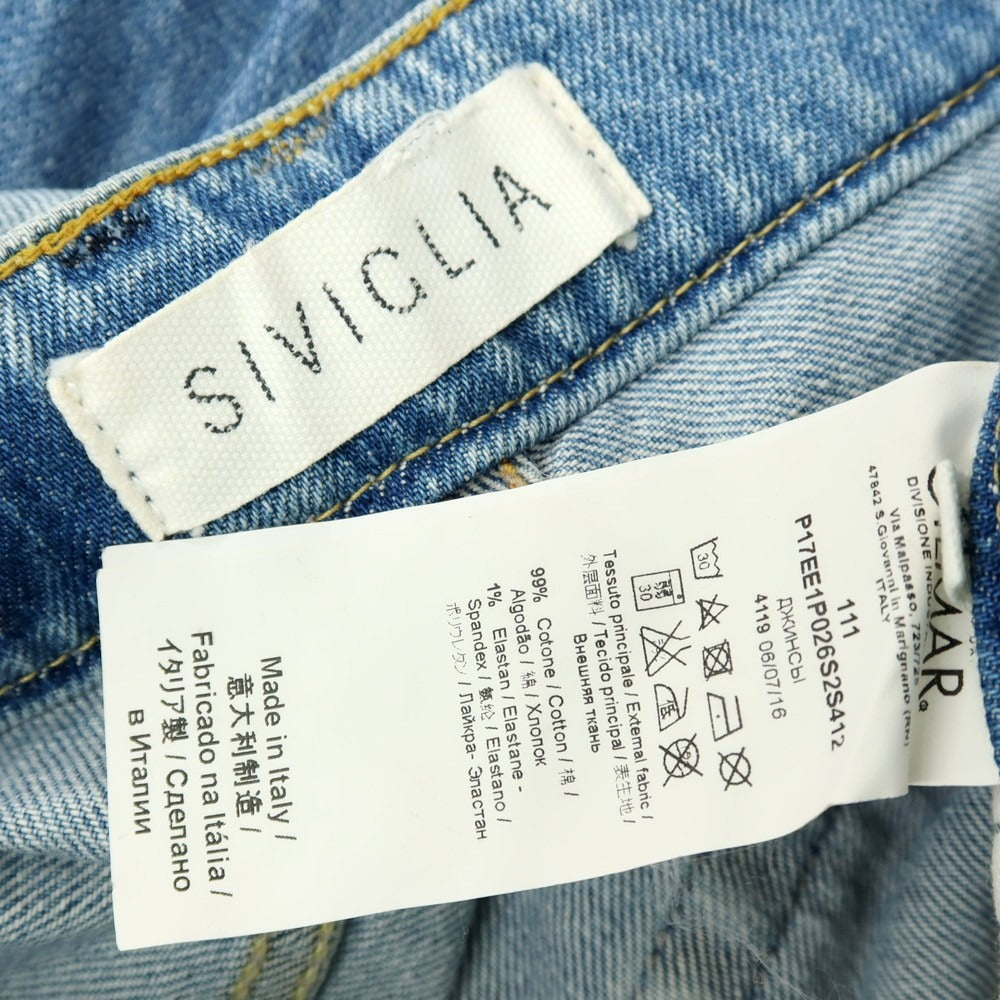 SIVIGLIA
DIVISIONE
Via Malpasso, 723/725
47842 S.Giovanni in Marignano (RN)
ITALY
111
P17EE1P026S2S412
ДЖИНСЫ
4119 06/07/16
30
30
Tessuto principale / External fabric /
外层面料 / Tecido principal / 表生地 /
Внешняя ткань
99% Cotone / Cotton / 棉 /
Algodão / 綿 / Хлопок
1% Elastan / Elastane -
Spandex / 氨纶 / Elastano /
ポリウレタン / Лайкра- Эластан
Made in Italy /
意大利制造 /
Fabricado na Itália /
イタリア製 / Сделано
в Италии